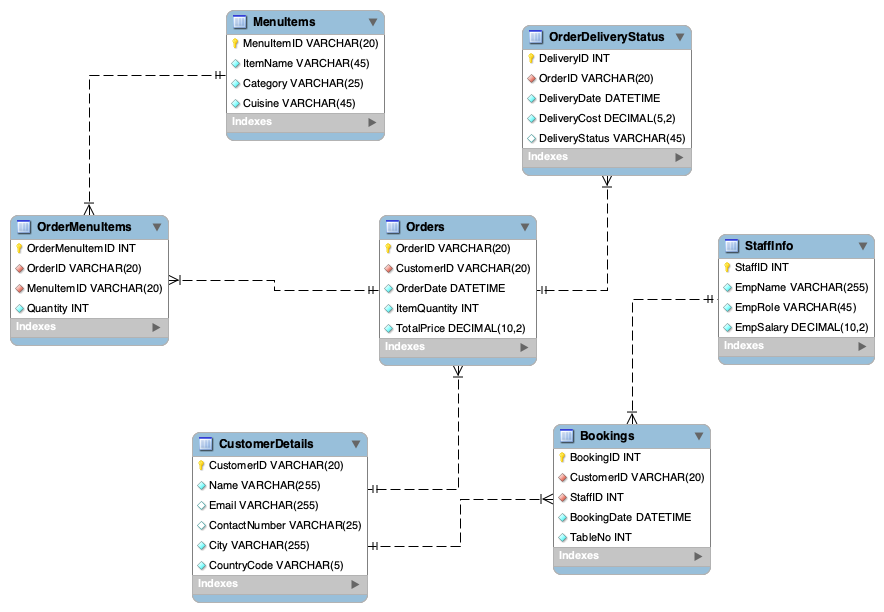 MenuItems
MenuItemID VARCHAR(20)
ItemName VARCHAR(45)
Category VARCHAR(25)
Cuisine VARCHAR(45)
Indexes
OrderDeliveryStatus
DeliveryID INT
OrderID VARCHAR(20)
DeliveryDate DATETIME
DeliveryCost DECIMAL(5,2)
DeliveryStatus VARCHAR(45)
Indexes
OrderMenuItems
OrderMenuItemID INT
OrderID VARCHAR(20)
MenuItemID VARCHAR(20)
Quantity INT
Indexes
Orders
OrderID VARCHAR(20)
CustomerID VARCHAR(20)
OrderDate DATETIME
ItemQuantity INT
TotalPrice DECIMAL(10,2)
Indexes
StaffInfo
StaffID INT
EmpName VARCHAR(255)
EmpRole VARCHAR(45)
EmpSalary DECIMAL(10,2)
Indexes
CustomerDetails
CustomerID VARCHAR(20)
Name VARCHAR(255)
Email VARCHAR(255)
ContactNumber VARCHAR(25)
City VARCHAR(255)
CountryCode VARCHAR(5)
Indexes
Bookings
BookingID INT
CustomerID VARCHAR(20)
StaffID INT
BookingDate DATETIME
TableNo INT
Indexes